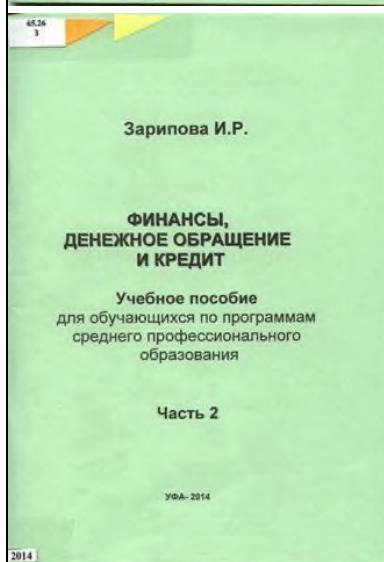 65.26
З
Зарипова И.Р.
ФИНАНСЫ,
ДЕНЕЖНОЕ ОБРАЩЕНИЕ
И КРЕДИТ
Учебное пособие
для обучающихся по программам
среднего профессионального
образования
Часть 2
УФА- 2014
2014